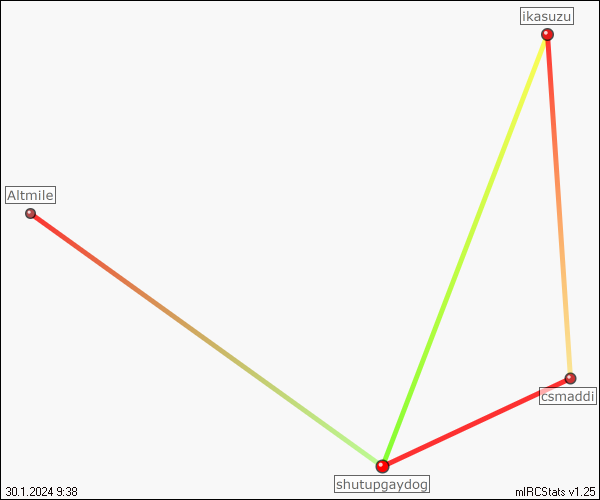 ikasuzu
Altmile
csmaddi
shutupgaydog
30.1.2024 9:38
mIRCStats v1.25